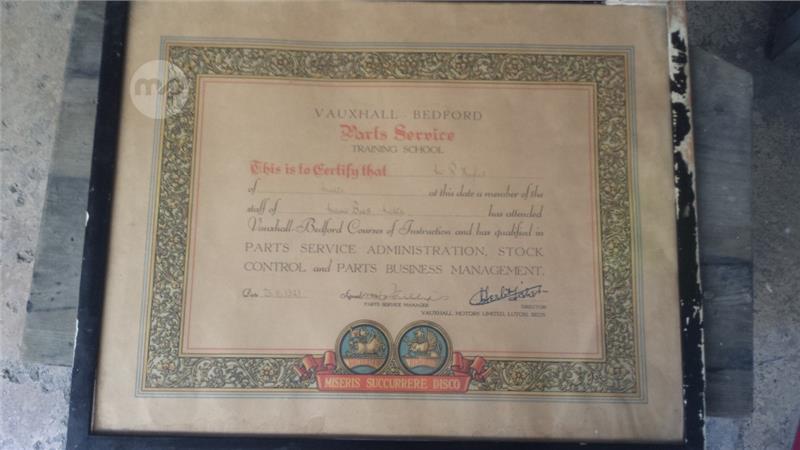 VAUXHALL - BEDFORD
Parts Service
TRAINING SCHOOL
This is to Certify that
of at this date a member of the
staff of has attended
Vauxhall-Bedford Courses of Instruction and has qualified in
PARTS SERVICE ADMINISTRATION, STOCK
CONTROL and PARTS BUSINESS MANAGEMENT.
Date Signed
PARTS SERVICE MANAGER
DIRECTOR
VAUXHALL MOTORS LIMITED, LUTON, BEDS
MISERIS SUCCURRERE DISCO